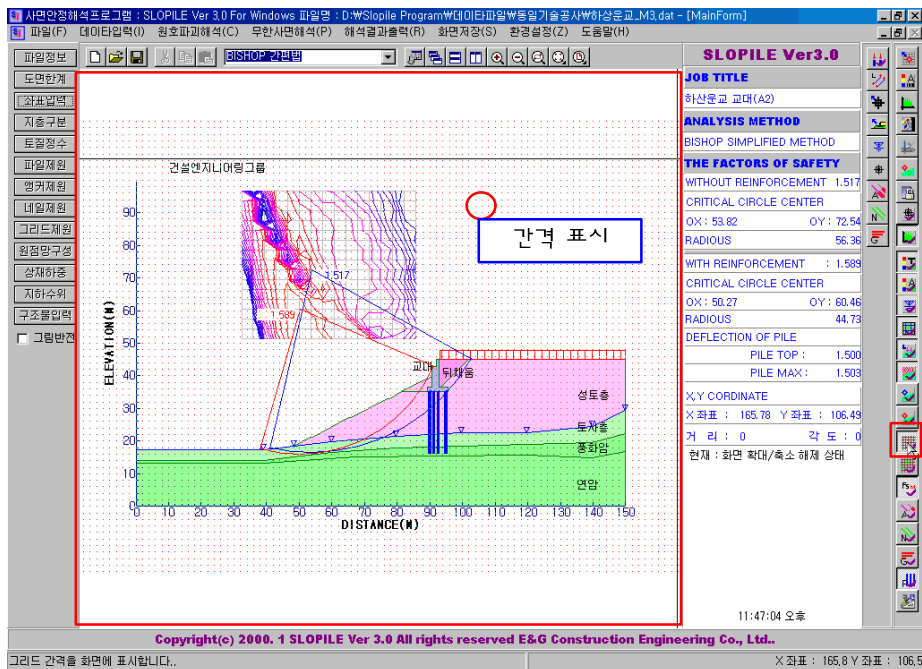 사면안정해석프로그램 : SLOPILE Ver 3,0 For Windows 파일명 : D:\Slopile Program\데이타파일\동일기술공사\하산운교_M3,dat - [MainForm]
파일(F) 데이타입력(I) 원호파괴해석(C) 무한사면해석(P) 해석결과출력(R) 화면저장(S) 환경설정(Z) 도움말(H)
파일정보
도면한계
좌표입력
지층구분
토질정수
파일제원
앵커제원
네일제원
그리드제원
원점망구성
상재하중
지하수위
구조물입력
그림반전
BISHOP 간편법
건설엔지니어링그룹
간격 표시
1.517
1.589
교대
뒤채움
성토층
토사층
풍화암
연암
ELEVATION(M)
90
80
70
60
50
40
30
20
10
0
0 10 20 30 40 50 60 70 80 90 100 110 120 130 140 150
DISTANCE(M)
SLOPILE Ver3.0
JOB TITLE
하산운교 교대(A2)
ANALYSIS METHOD
BISHOP SIMPLIFIED METHOD
THE FACTORS OF SAFETY
WITHOUT REINFORCEMENT 1.517
CRITICAL CIRCLE CENTER
OX : 53.82 OY : 72.54
RADIOUS 56.36
WITH REINFORCEMENT : 1.589
CRITICAL CIRCLE CENTER
OX : 50.27 OY : 60.46
RADIOUS 44.73
DEFLECTION OF PILE
PILE TOP : 1.500
PILE MAX : 1.503
X,Y CORDINATE
X 좌표 : 165.78 Y 좌표 : 106.49
거 리 : 0 각 도 : 0
현재 : 화면 확대/축소 해제 상태
11:47:04 오후
Copyright(c) 2000. 1 SLOPILE Ver 3.0 All rights reserved E&G Construction Engineering Co., Ltd..
그리드 간격을 화면에 표시합니다..
X 좌표 : 165,8 Y 좌표 : 106,5